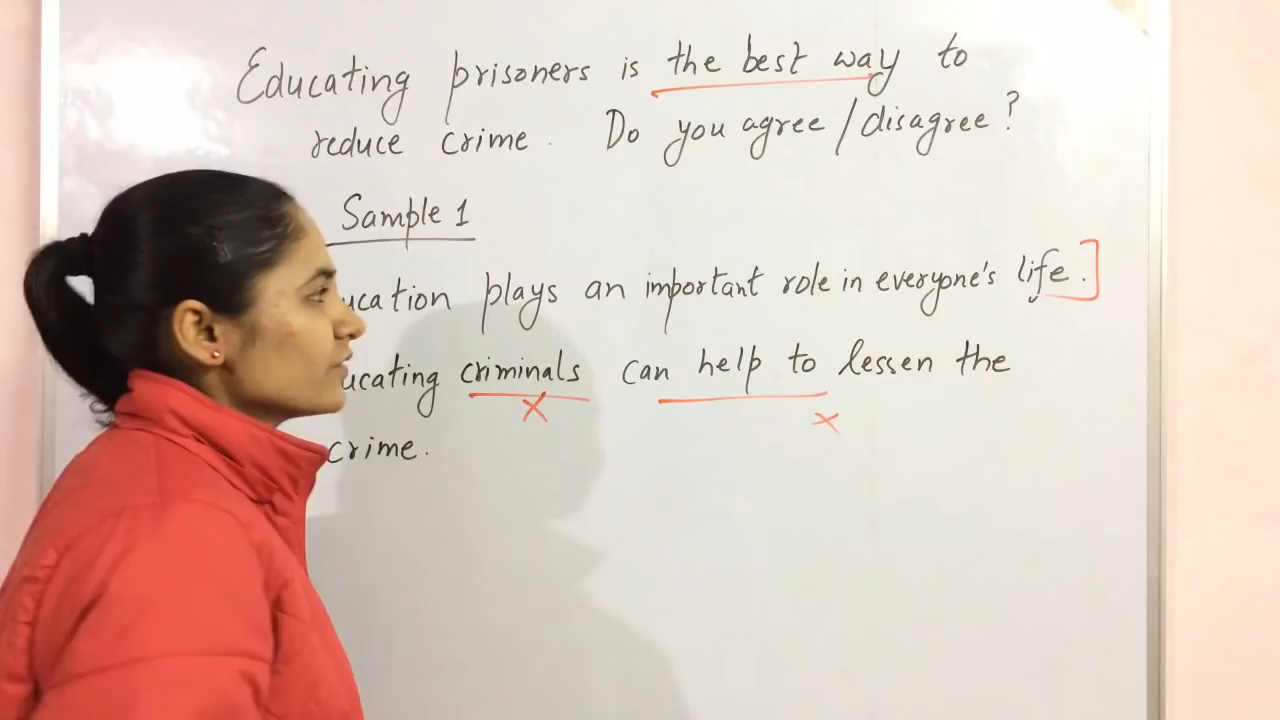 Educating prisoners is the best way to
reduce crime. Do you agree / disagree?
Sample 1
ucation plays an important role in everyone's life.]
ucating criminals can help to lessen the
crime.